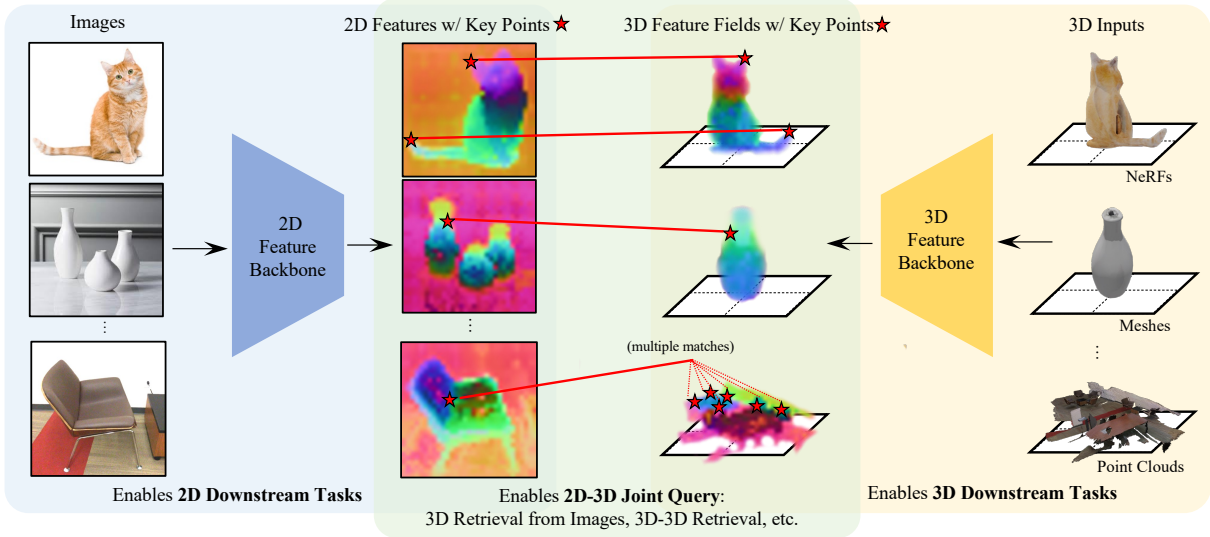 Images
2D Features w/ Key Points
3D Feature Fields w/ Key Points
3D Inputs
2D
Feature
Backbone
3D
Feature
Backbone
NeRFs
Meshes
⋮
⋮
⋮
(multiple matches)
Point Clouds
Enables 2D Downstream Tasks
Enables 2D-3D Joint Query:
3D Retrieval from Images, 3D-3D Retrieval, etc.
Enables 3D Downstream Tasks